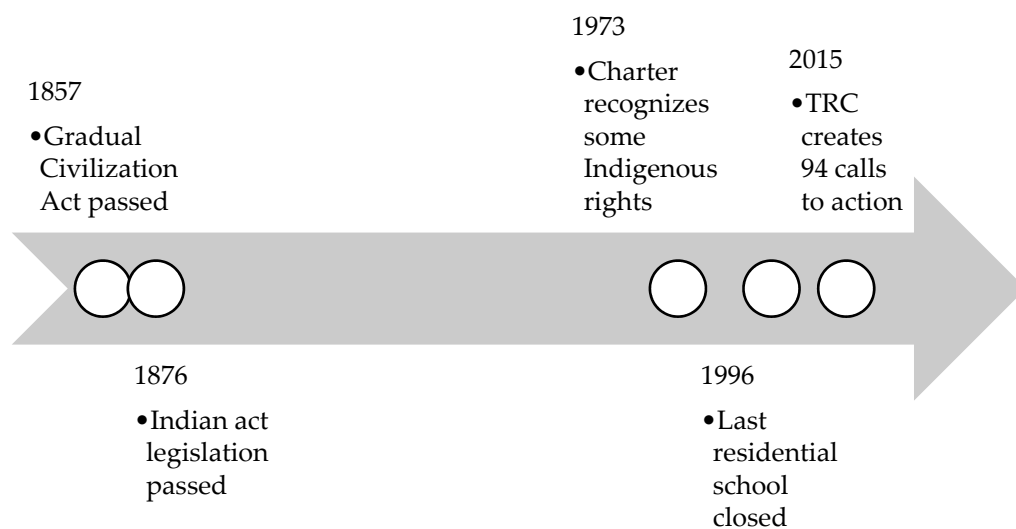 1857
•Gradual
Civilization
Act passed
1876
•Indian act
legislation
passed
1973
•Charter
recognizes
some
Indigenous
rights
1996
•Last
residential
school
closed
2015
•TRC
creates
94 calls
to action